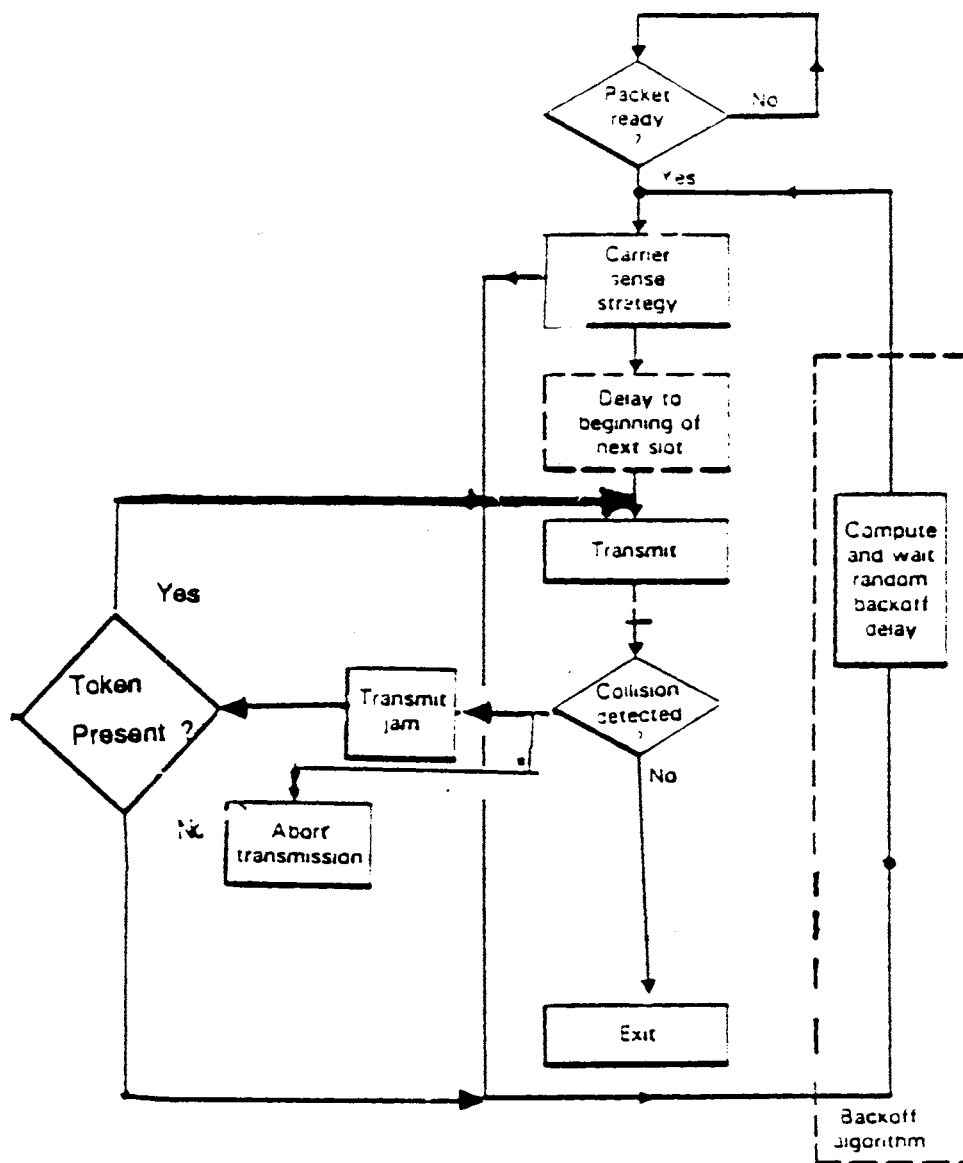 Packet
ready
?
No
Yes
Carrier
sense
strategy
Delay to
beginning of
next slot
Transmit
Compute
and wait
random
backoff
delay
Yes
Token
Present ?
Transmit
jam
Collision
detected
?
No
No
Abort
transmission
Exit
Backoff
algorithm